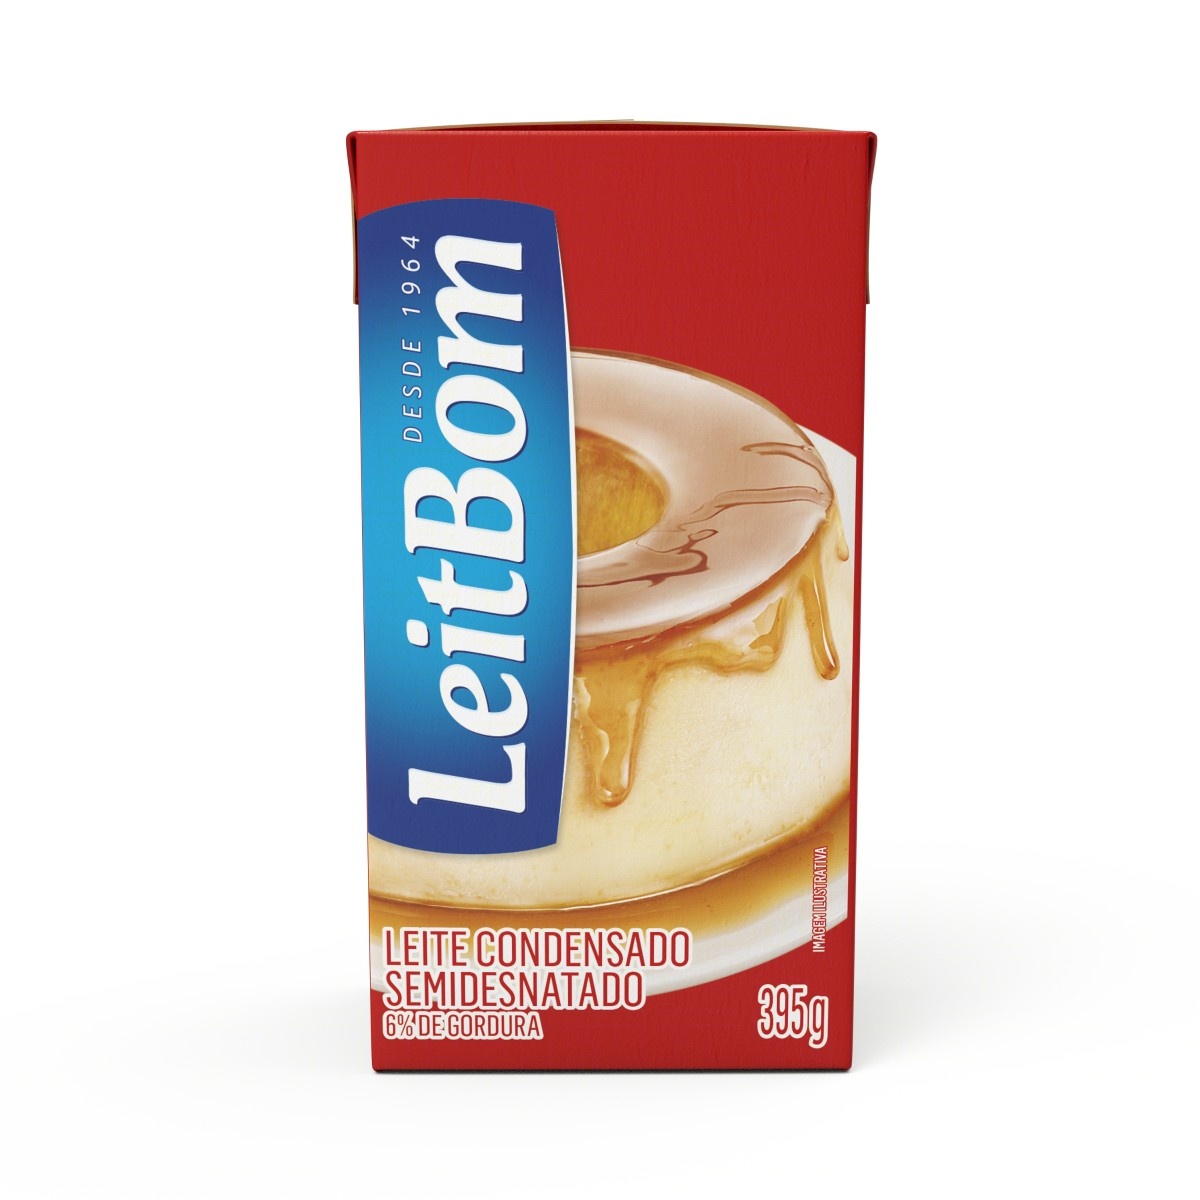 DESDE 1964
LeitBom
IMAGEM ILUSTRATIVA
LEITE CONDENSADO
SEMIDESNATADO
6% DE GORDURA
395g